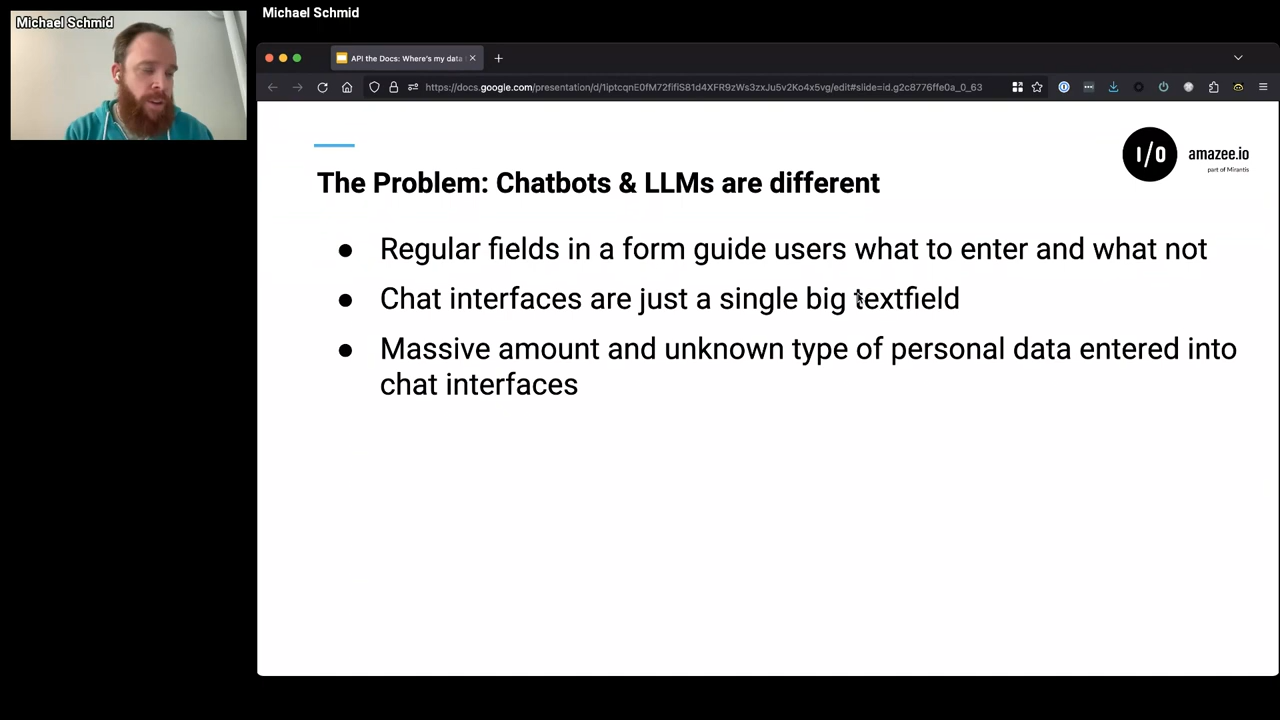 Michael Schmid
Michael Schmid
API the Docs: Where's my data
https://docs.google.com/presentation/d/1iptcqnE0fM72fifiS81d4XFR9zWs3zxJu5v2Ko4x5vg/edit#slide=id.g2c8776ffe0a_0_63
I/O
amazee.io
part of Mirantis
The Problem: Chatbots & LLMs are different
● Regular fields in a form guide users what to enter and what not
● Chat interfaces are just a single big textfield
● Massive amount and unknown type of personal data entered into
chat interfaces